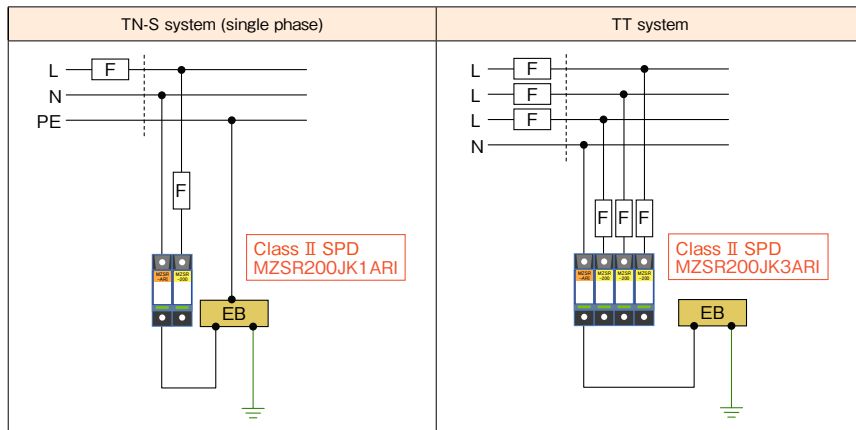 TN-S system (single phase)
L
F
N
PE
F
Class Ⅱ SPD
MZSR200JK1ARI
MZSR
-ARI
MZSR
-200
EB
TT system
L
F
L
F
L
F
N
F
F
F
Class Ⅱ SPD
MZSR200JK3ARI
MZSR
-ARI
MZSR
-200
MZSR
-200
MZSR
-200
EB